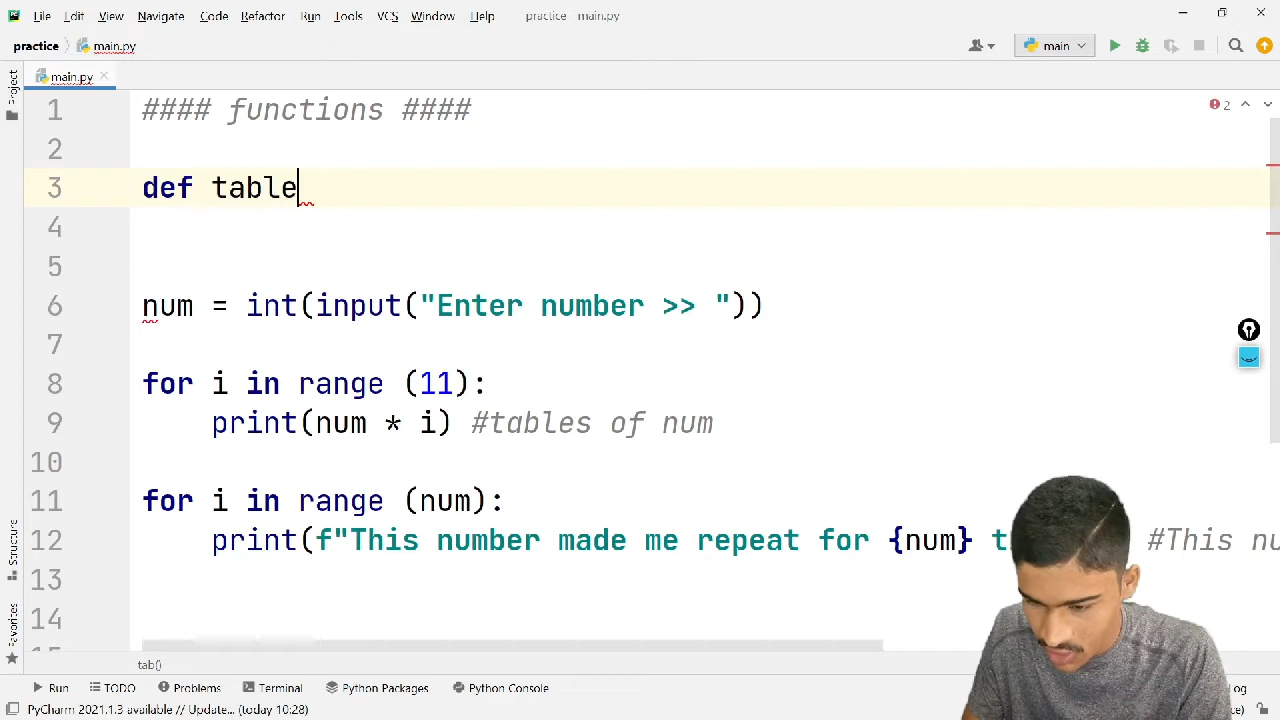 File Edit View Navigate Code Refactor Run Tools VCS Window Help practice - main.py
practice main.py main
Project
main.py
1 #### functions #### 2
2
3 def table
4
5
6 num = int(input("Enter number >> "))
7
8 for i in range (11):
9 print(num * i) #tables of num
10
11 for i in range (num):
12 print(f"This number made me repeat for {num} t #This nu
13
14
Structure
Favorites
tab()
Run TODO Problems Terminal Python Packages Python Console
PyCharm 2021.1.3 available // Update... (today 10:28)